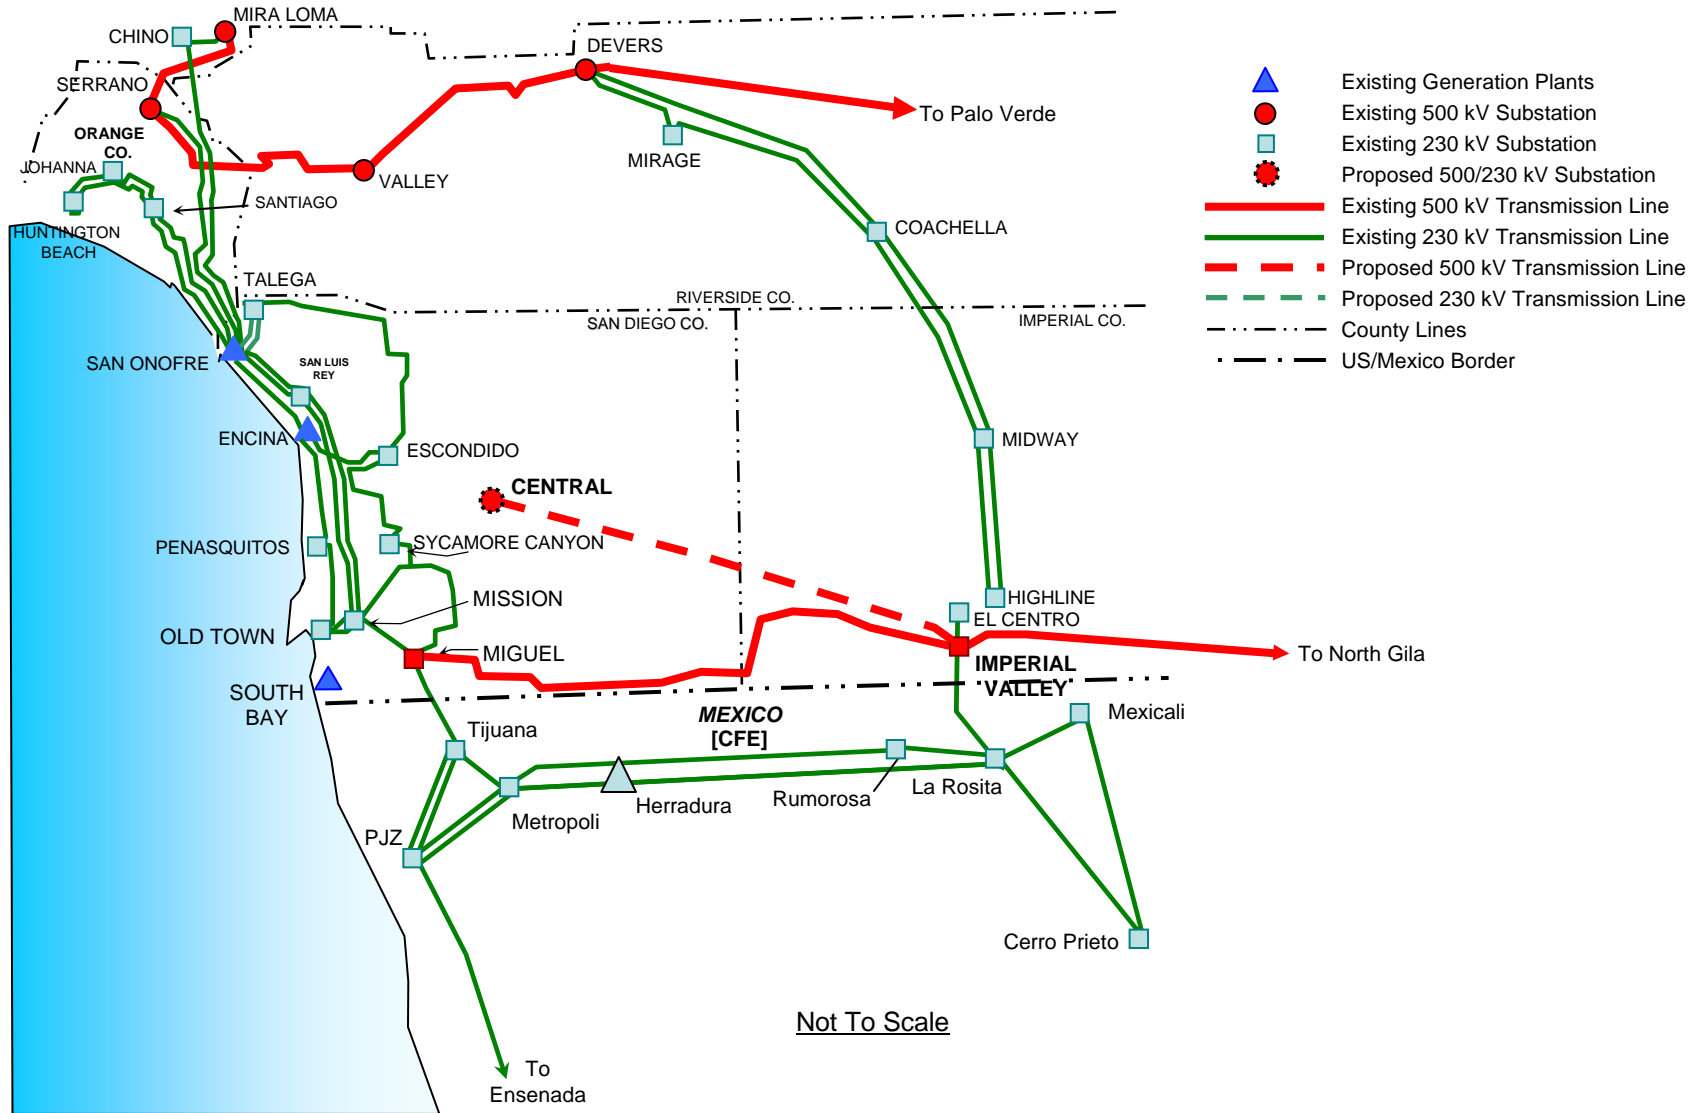 MIRA LOMA
CHINO
DEVERS
SERRANO
Existing Generation Plants
Existing 500 kV Substation
Existing 230 kV Substation
Proposed 500/230 kV Substation
Existing 500 kV Transmission Line
Existing 230 kV Transmission Line
Proposed 500 kV Transmission Line
Proposed 230 kV Transmission Line
County Lines
US/Mexico Border
To Palo Verde
ORANGE
CO.
MIRAGE
JOHANNA
VALLEY
SANTIAGO
COACHELLA
HUNTINGTON
BEACH
TALEGA
RIVERSIDE CO.
SAN DIEGO CO.
IMPERIAL CO.
SAN ONOFRE
SAN LUIS
REY
ENCINA
ESCONDIDO
MIDWAY
CENTRAL
PENASQUITOS
SYCAMORE CANYON
MISSION
HIGHLINE
EL CENTRO
OLD TOWN
MIGUEL
To North Gila
IMPERIAL
VALLEY
SOUTH
BAY
MEXICO
[CFE]
Mexicali
Tijuana
La Rosita
Rumorosa
Herradura
Metropoli
PJZ
Cerro Prieto
Not To Scale
To
Ensenada